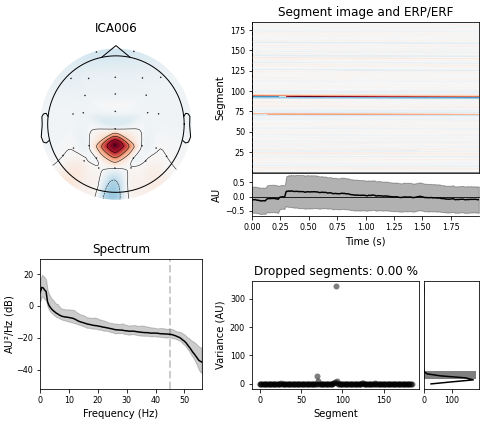 ICA006
Segment image and ERP/ERF
Segment
175
150
125
100
75
50
25
AU
0.5
0.0
−0.5
0.00 0.25 0.50 0.75 1.00 1.25 1.50 1.75
Time (s)
Spectrum
AU²/Hz (dB)
20
0
−20
−40
0 10 20 30 40 50
Frequency (Hz)
Dropped segments: 0.00 %
Variance (AU)
300
200
100
0
0 50 100 150
Segment
0 100